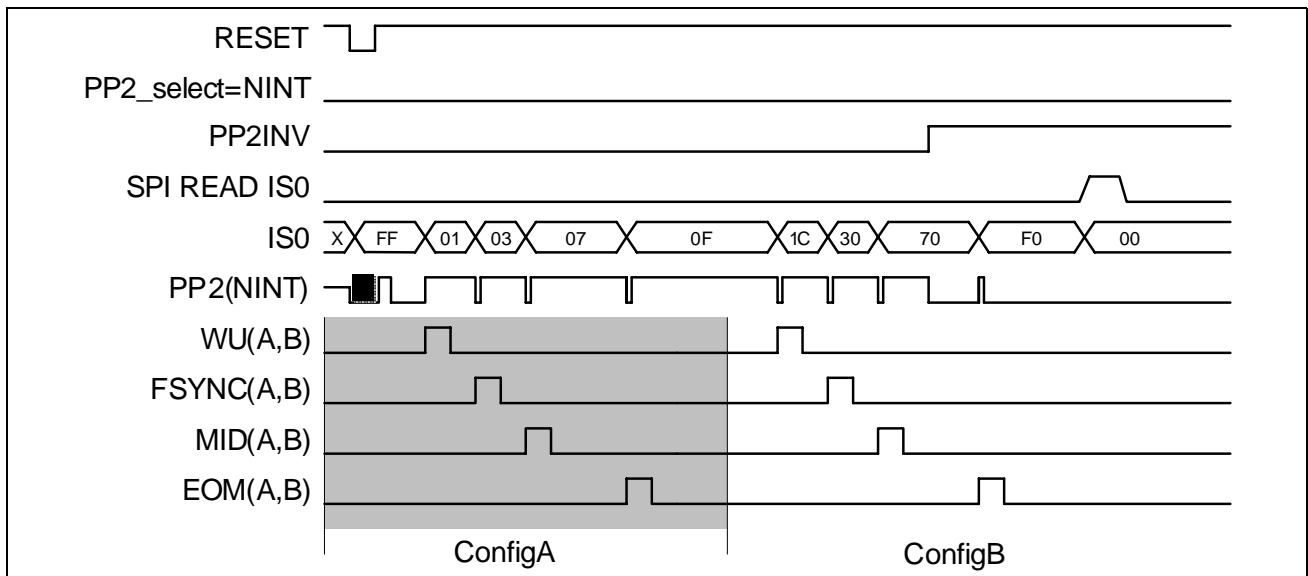 RESET
PP2_select=NINT
PP2INV
SPI READ IS0
IS0 X FF 01 03 07 0F 1C 30 70 F0 00
PP2(NINT)
WU(A,B)
FSYNC(A,B)
MID(A,B)
EOM(A,B)
ConfigA ConfigB